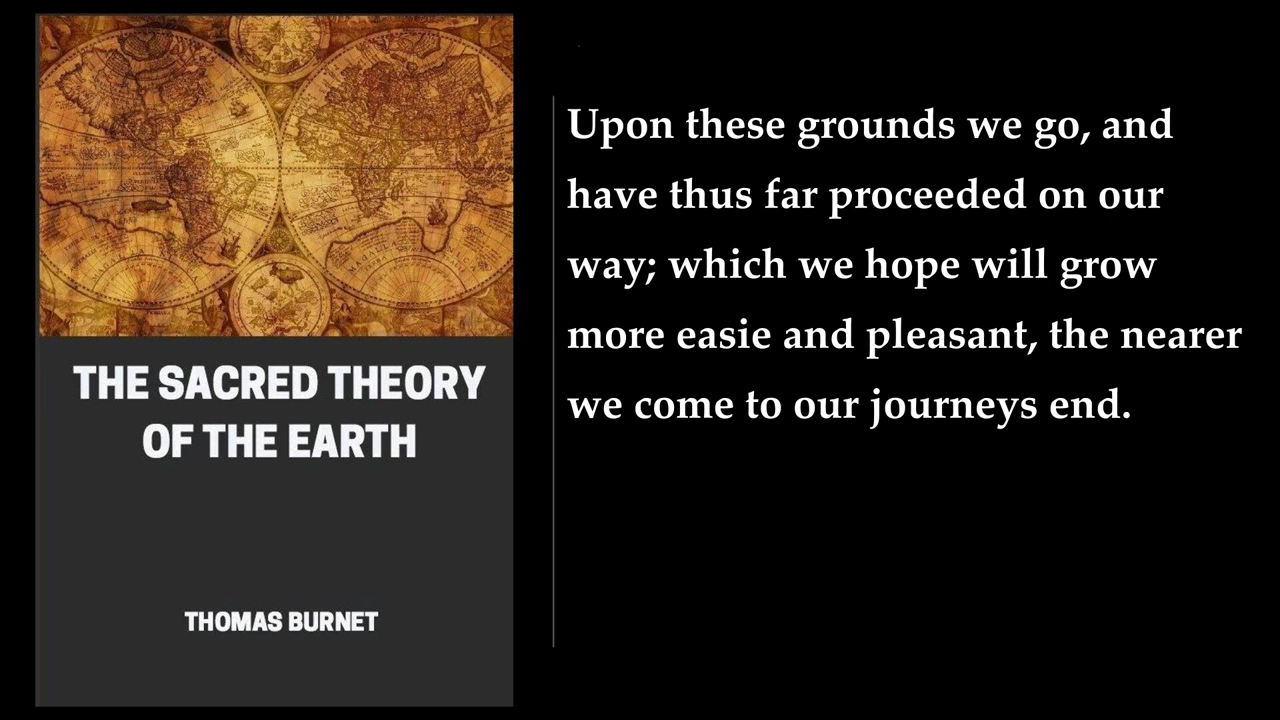 THE SACRED THEORY
OF THE EARTH
THOMAS BURNET
Upon these grounds we go, and
have thus far proceeded on our
way; which we hope will grow
more easie and pleasant, the nearer
we come to our journeys end.